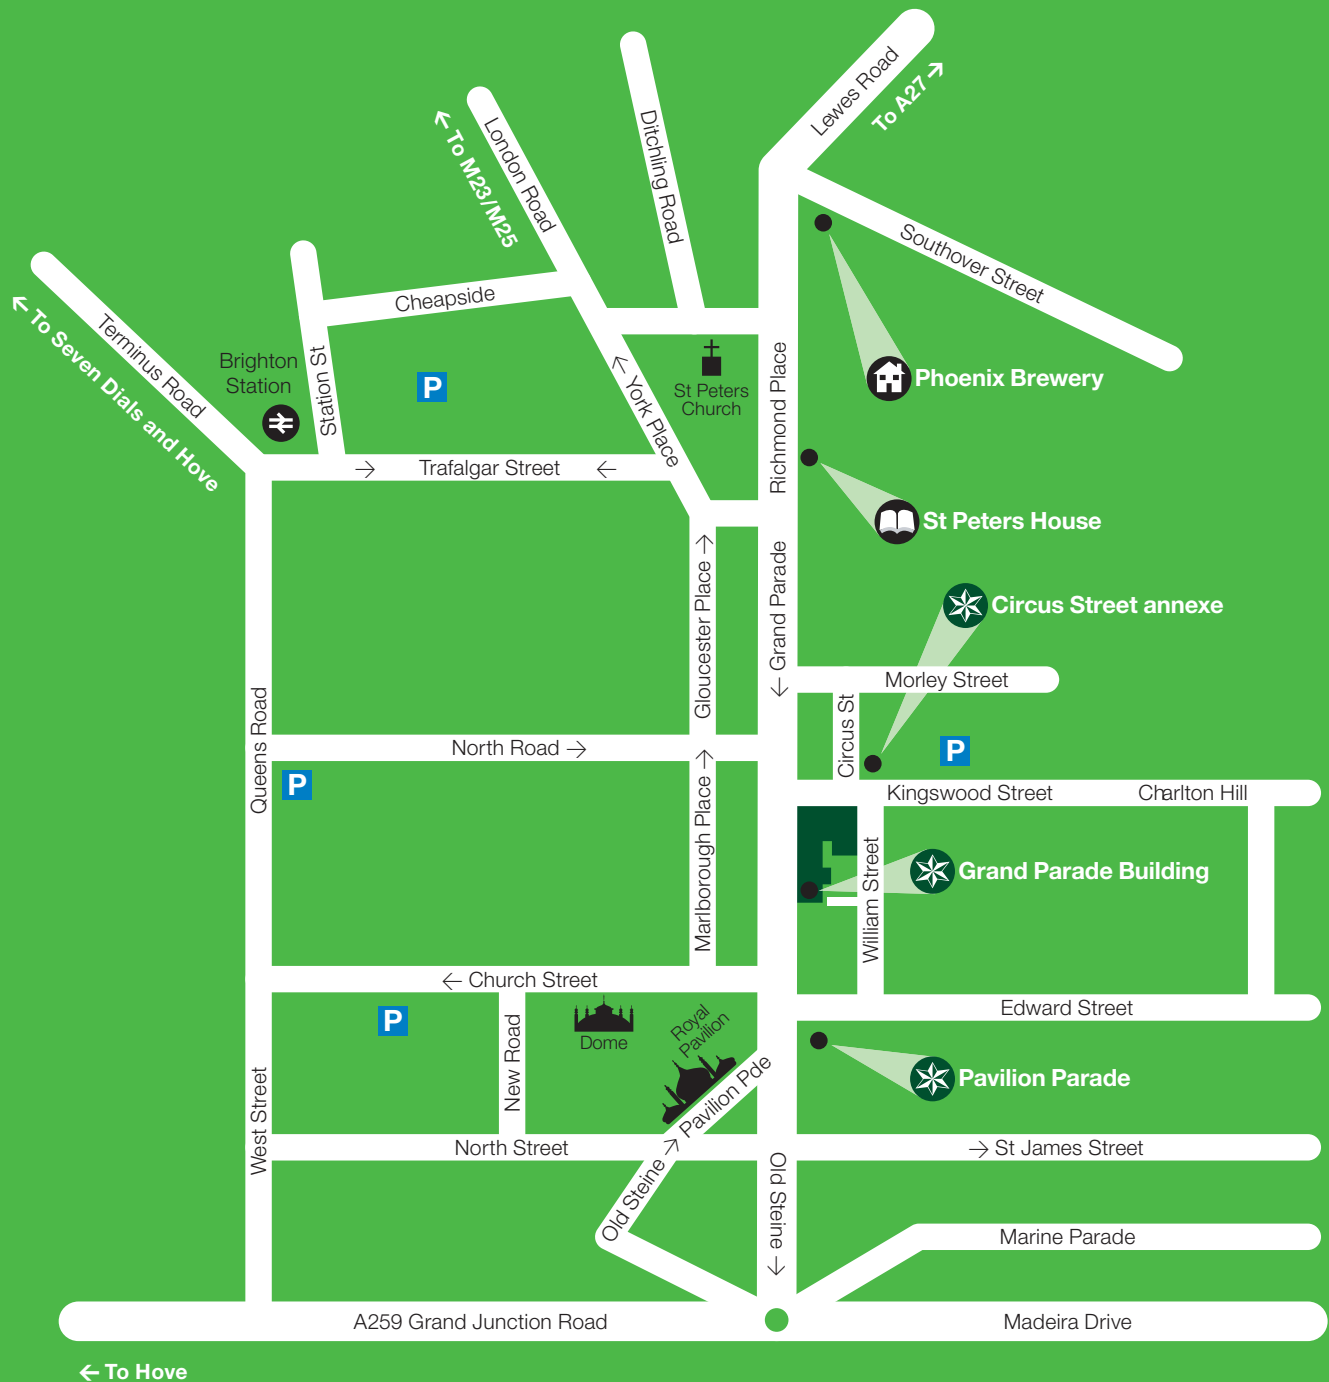 Lewes Road
To A27 →
Ditchling Road
London Road
← To M23/M25
Southover Street
Cheapside
Terminus Road
← To Seven Dials and Hove
Brighton
Station
Station St
P
← York Place
St Peters
Church
Richmond Place
Phoenix Brewery
→ Trafalgar Street ←
St Peters House
Gloucester Place →
← Grand Parade
Circus Street annexe
Morley Street
Queens Road
North Road →
Circus St
P
P
Kingswood Street
Charlton Hill
Marlborough Place →
William Street
Grand Parade Building
← Church Street
Edward Street
P
New Road
Dome
Royal
Pavilion
Pavilion Pde
Pavilion Parade
West Street
North Street
→ St James Street
Old Steine →
Old Steine →
Marine Parade
A259 Grand Junction Road
Madeira Drive
← To Hove